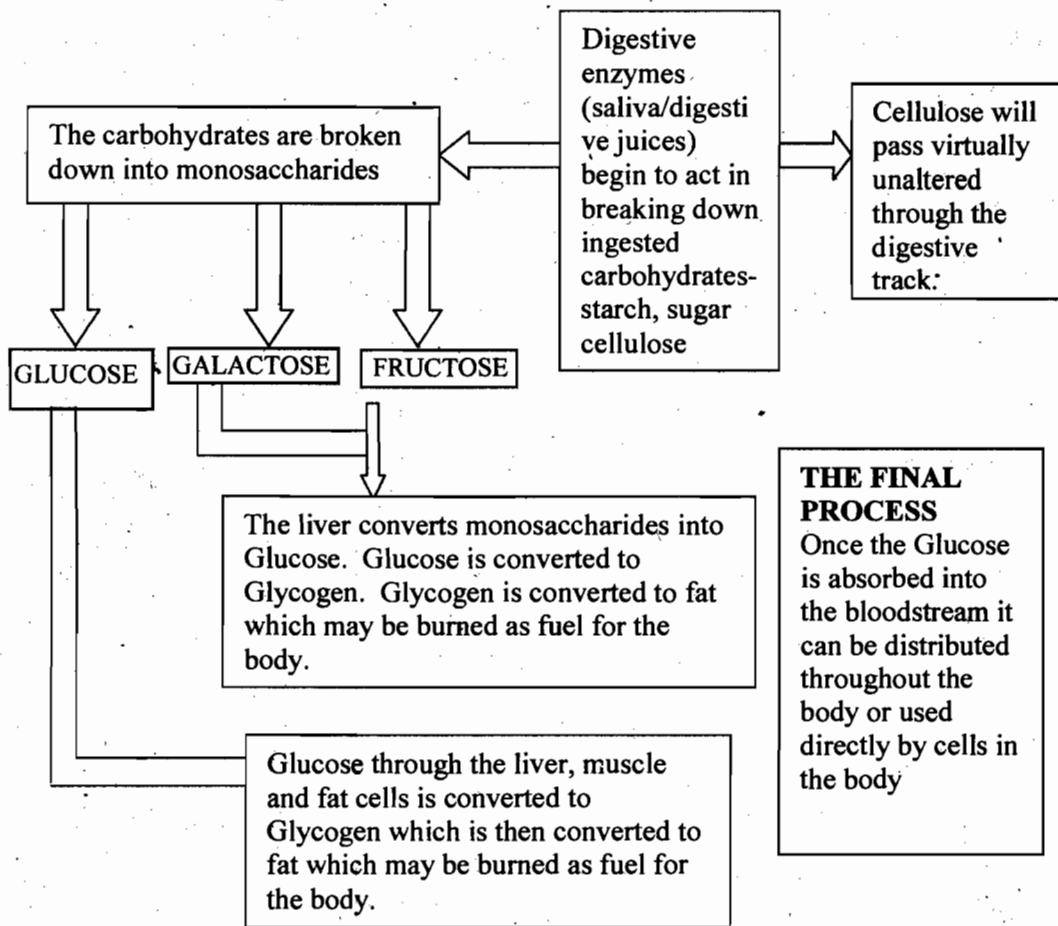 Digestive
enzymes
(saliva/digesti
ve juices)
begin to act in
breaking down
ingested
carbohydrates-
starch, sugar
cellulose
The carbohydrates are broken
down into monosaccharides
Cellulose will
pass virtually
unaltered
through the
digestive
track:
GLUCOSE
GALACTOSE
FRUCTOSE
The liver converts monosaccharides into
Glucose. Glucose is converted to
Glycogen. Glycogen is converted to fat
which may be burned as fuel for the
body.
Glucose through the liver, muscle
and fat cells is converted to
Glycogen which is then converted to
fat which may be burned as fuel for
the body.
THE FINAL
PROCESS
Once the Glucose
is absorbed into
the bloodstream it
can be distributed
throughout the
body or used
directly by cells in
the body